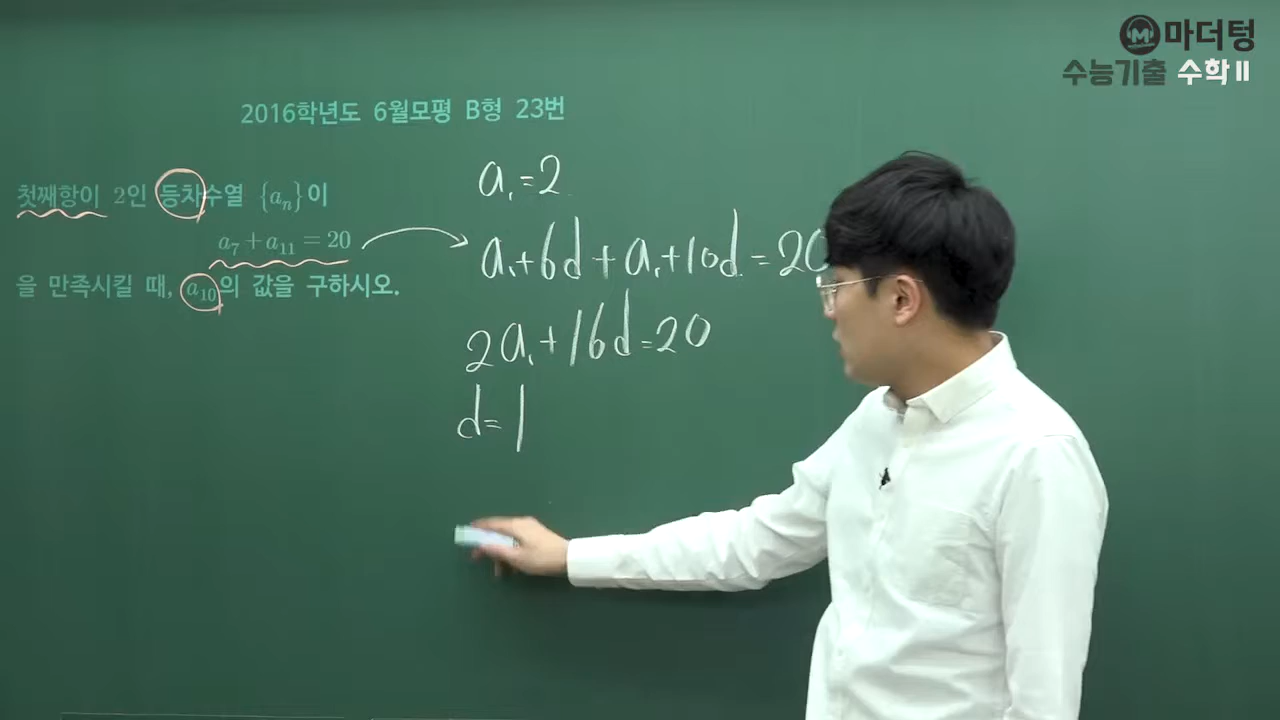 마더텅
수능기출 수학 II
2016학년도 6월모평 B형 23번
첫째항이 2인 등차수열 {aₙ}이
a₇+a₁₁=20
을 만족시킬 때, a₁₀의 값을 구하시오.
a₁=2
a₁+6d+a₁+10d=20
2a₁+16d=20
d=1